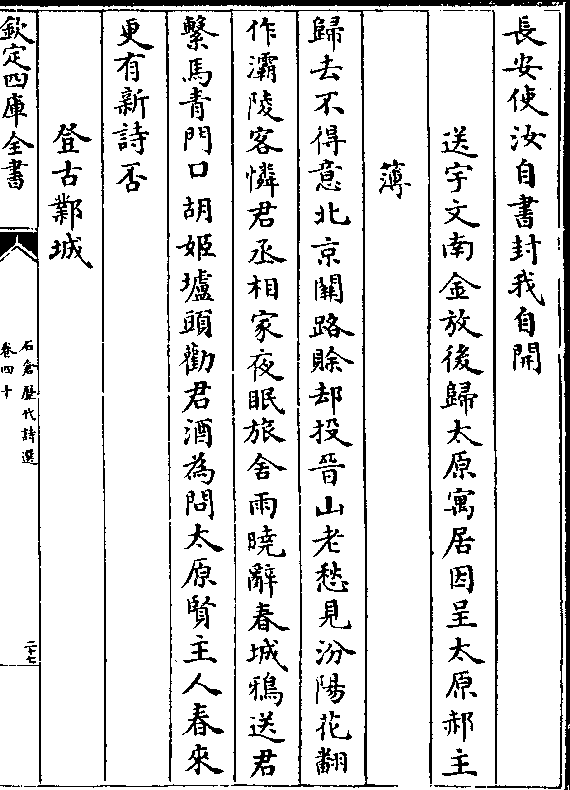 長安使汝自書封我自開
送宇文南金放後歸太原寓居因呈太原郝主
薄
歸去不得意北京關路賒却投晉山老愁見汾陽花翻
作灞陵客憐君丞相家夜眠旅舍雨曉辭春城鴉送君
繫馬青門口胡姬壚頭勸君酒為問太原賢主人春來
更有新詩否
登古鄴城
欽定四庫全書
石倉歷代詩選
卷四十
二十七